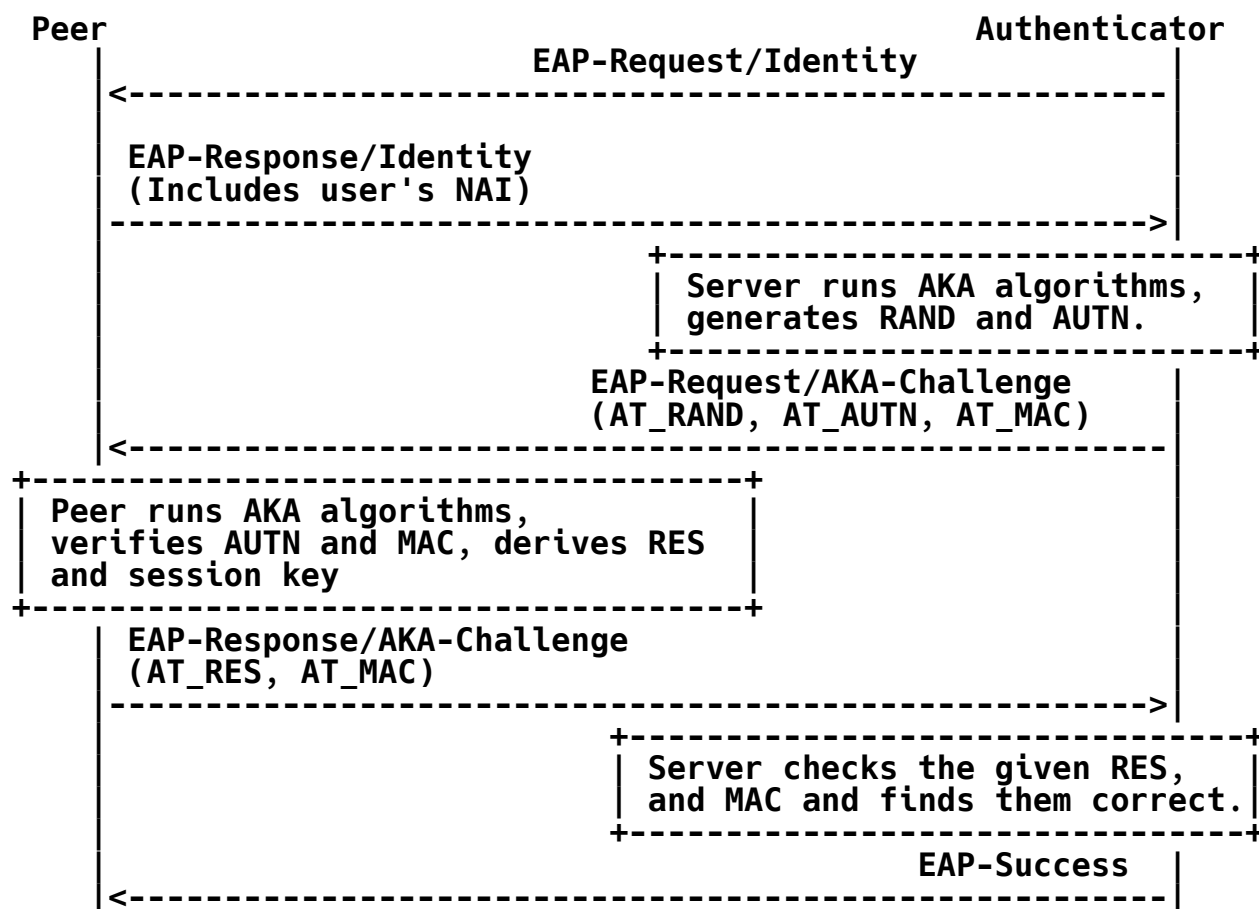 Peer Authenticator
EAP-Request/Identity
EAP-Response/Identity
(Includes user's NAI)
Server runs AKA algorithms,
generates RAND and AUTN.
EAP-Request/AKA-Challenge
(AT_RAND, AT_AUTN, AT_MAC)
Peer runs AKA algorithms,
verifies AUTN and MAC, derives RES
and session key
EAP-Response/AKA-Challenge
(AT_RES, AT_MAC)
Server checks the given RES,
and MAC and finds them correct.
EAP-Success